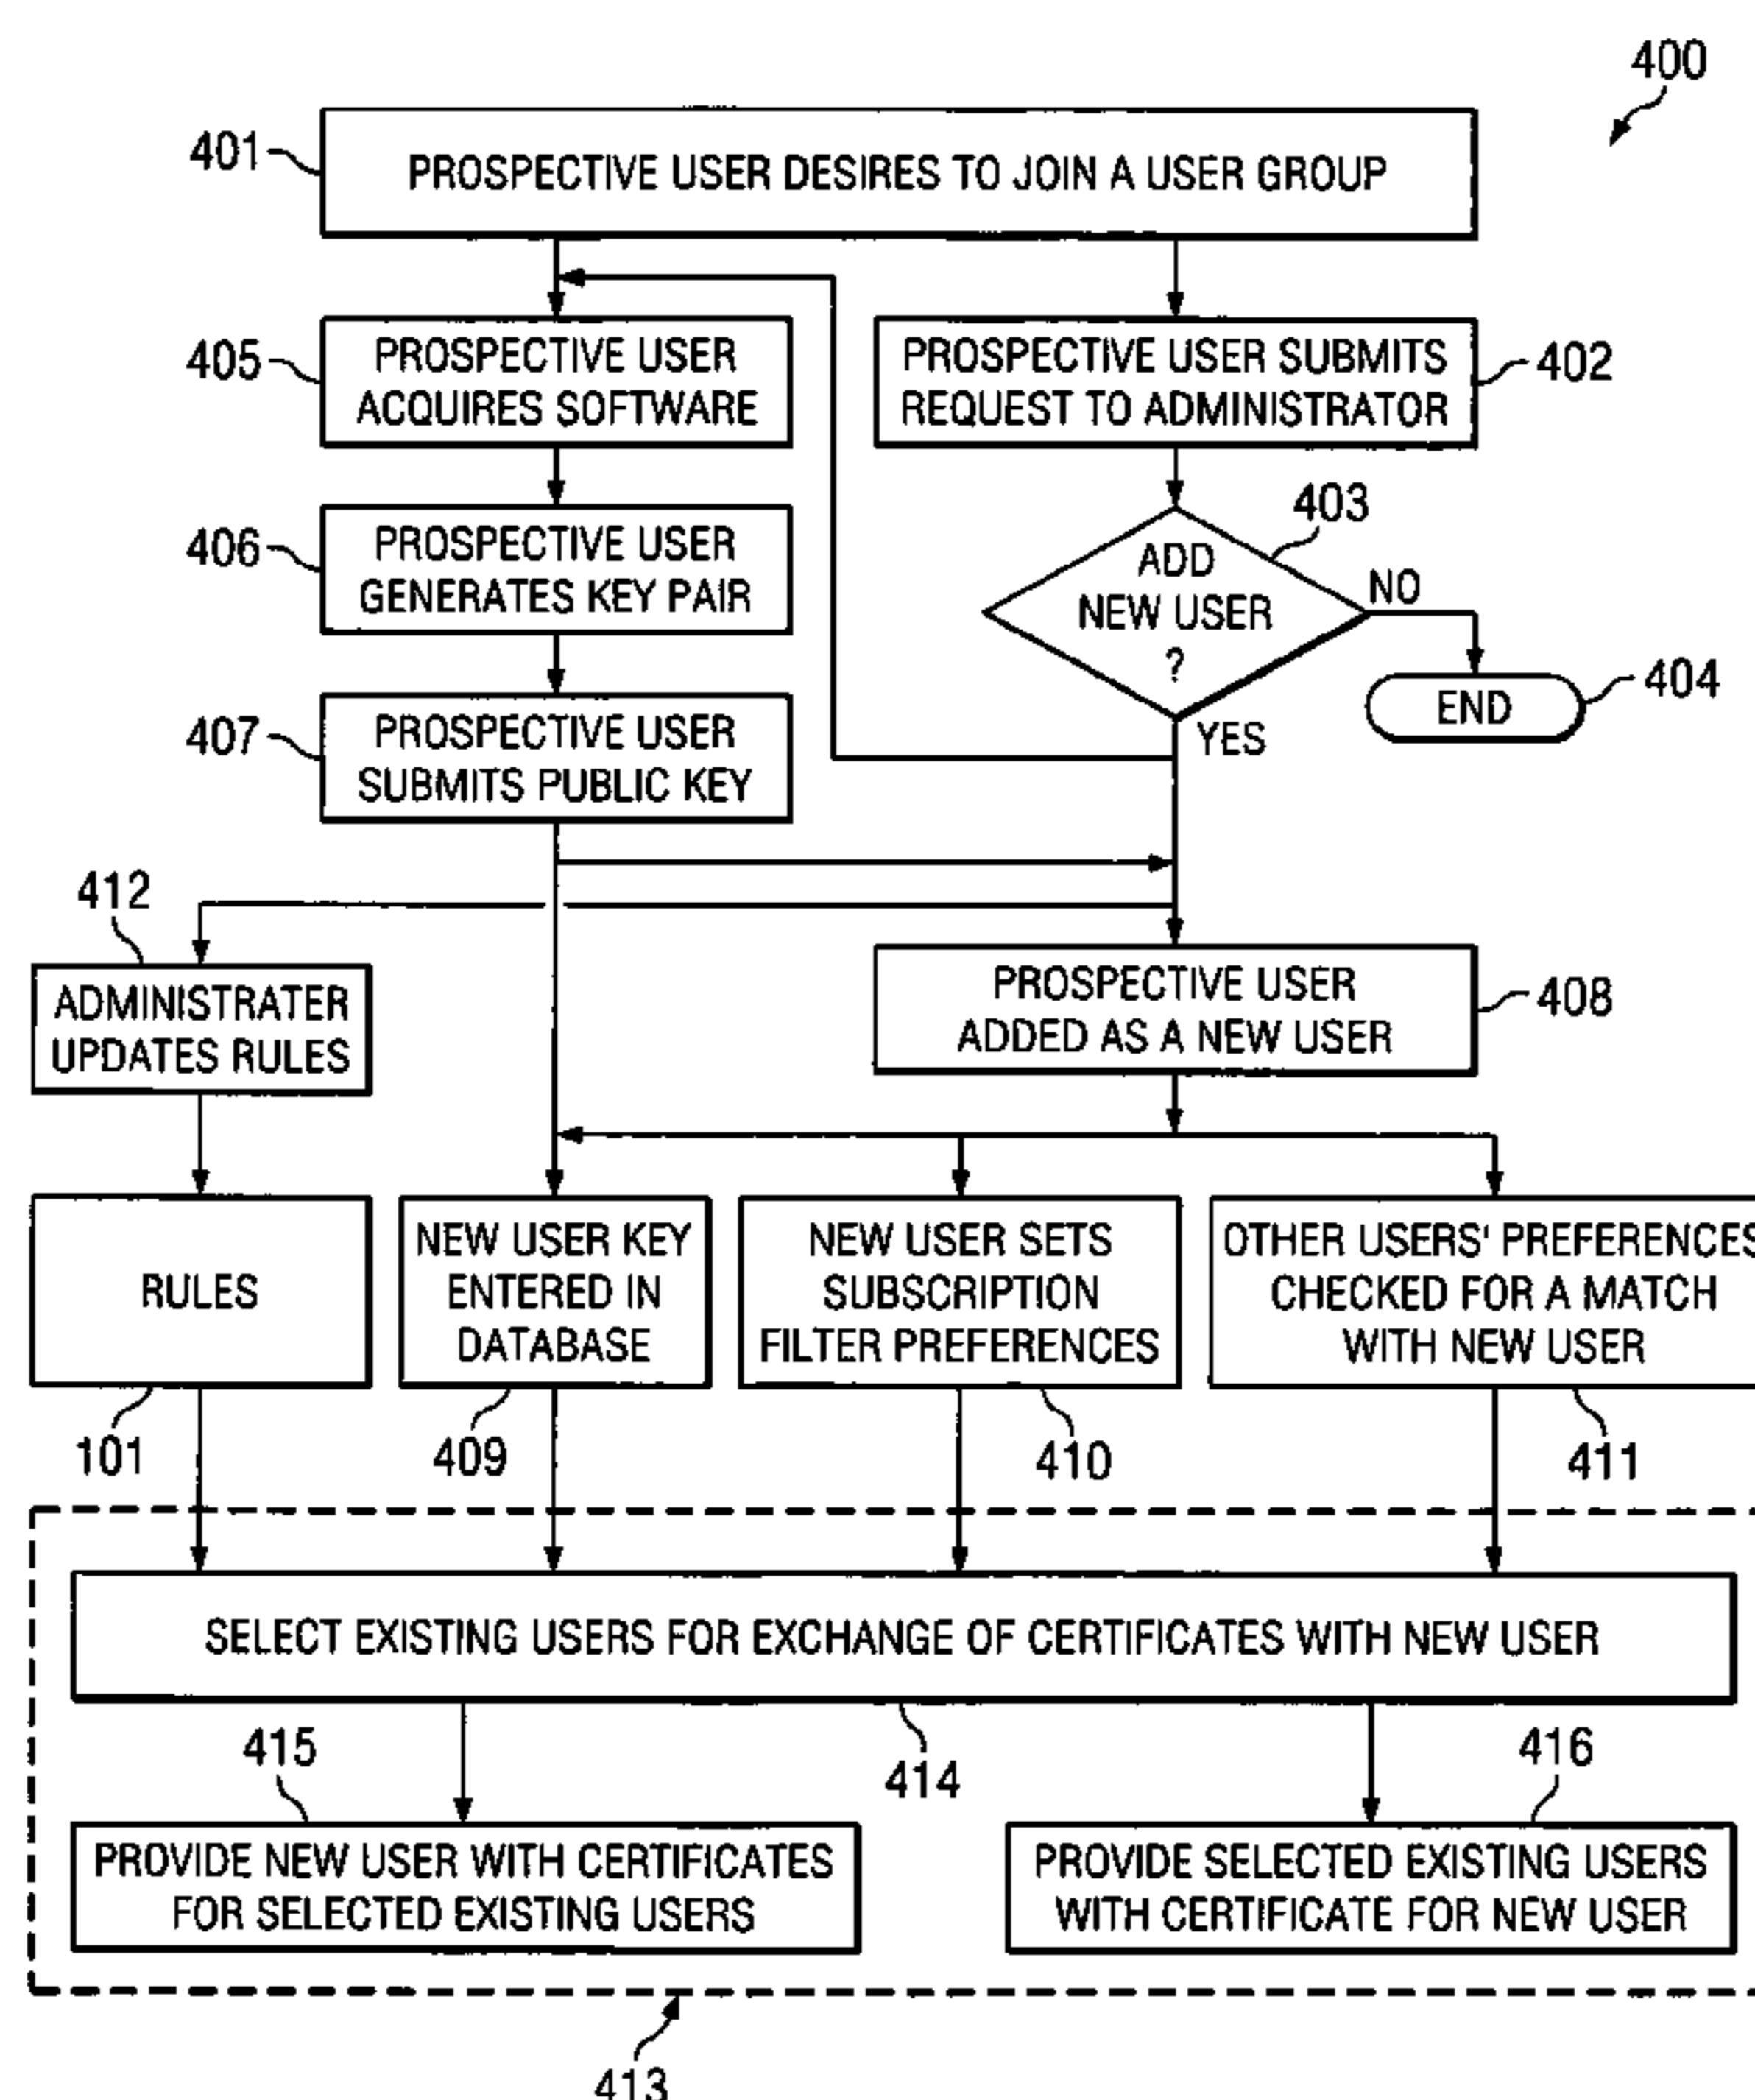 400
401
PROSPECTIVE USER DESIRES TO JOIN A USER GROUP
405
PROSPECTIVE USER
ACQUIRES SOFTWARE
PROSPECTIVE USER SUBMITS
REQUEST TO ADMINISTRATOR
402
406
PROSPECTIVE USER
GENERATES KEY PAIR
403
ADD
NEW USER
?
NO
YES
END
404
407
PROSPECTIVE USER
SUBMITS PUBLIC KEY
412
ADMINISTRATER
UPDATES RULES
PROSPECTIVE USER
ADDED AS A NEW USER
408
RULES
101
NEW USER KEY
ENTERED IN
DATABASE
409
NEW USER SETS
SUBSCRIPTION
FILTER PREFERENCES
410
OTHER USERS' PREFERENCES
CHECKED FOR A MATCH
WITH NEW USER
411
SELECT EXISTING USERS FOR EXCHANGE OF CERTIFICATES WITH NEW USER
414
415
PROVIDE NEW USER WITH CERTIFICATES
FOR SELECTED EXISTING USERS
416
PROVIDE SELECTED EXISTING USERS
WITH CERTIFICATE FOR NEW USER
413